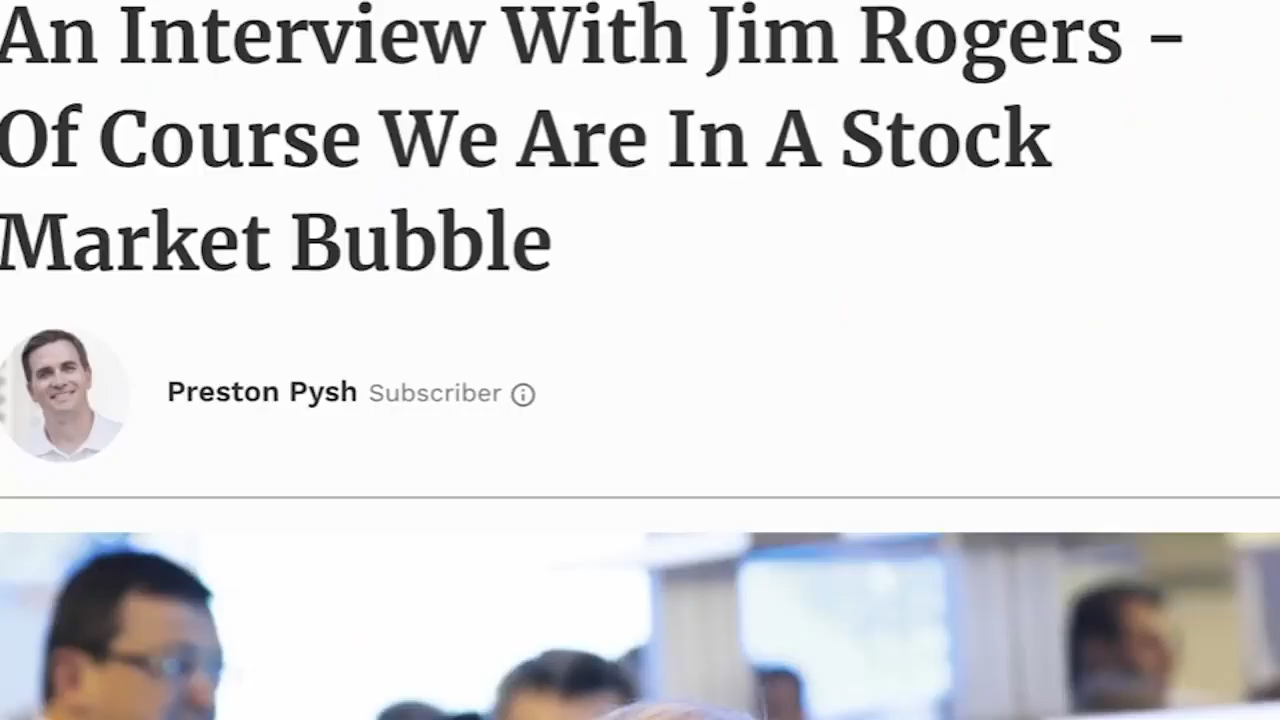 An Interview With Jim Rogers -
Of Course We Are In A Stock
Market Bubble
Preston Pysh Subscriber